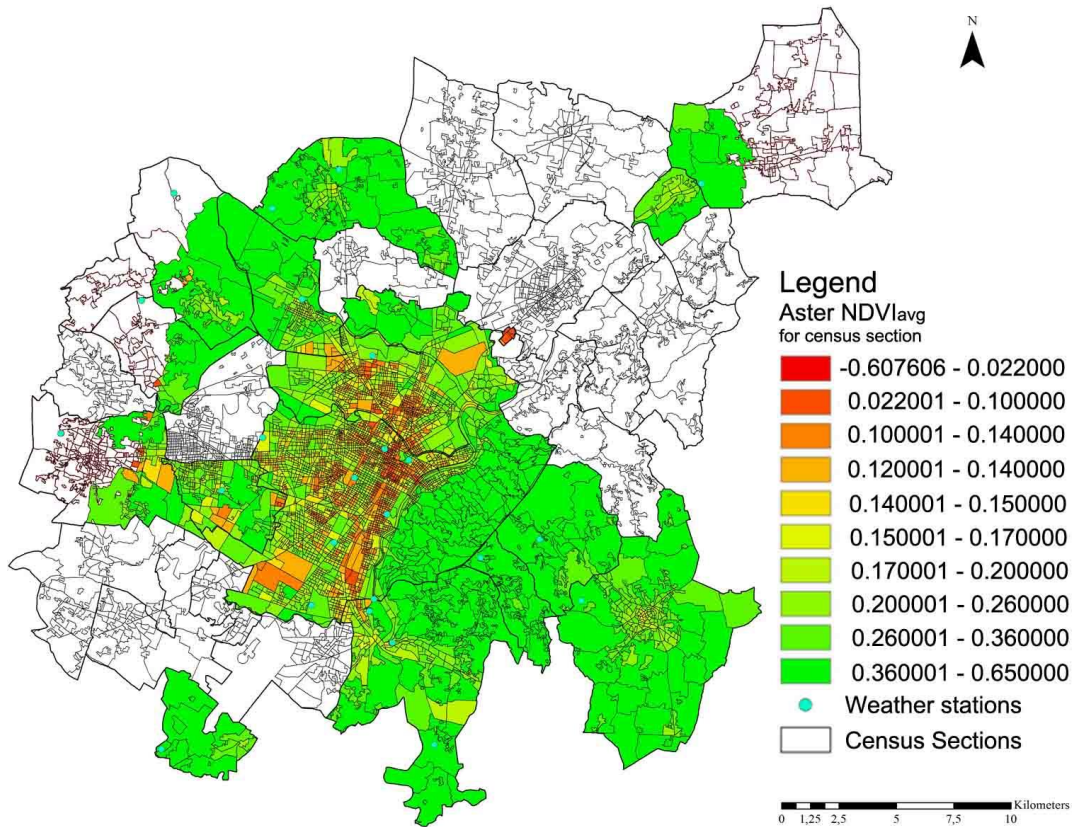 N
Legend
Aster NDVIavg
for census section
-0.607606 - 0.022000
0.022001 - 0.100000
0.100001 - 0.140000
0.120001 - 0.140000
0.140001 - 0.150000
0.150001 - 0.170000
0.170001 - 0.200000
0.200001 - 0.260000
0.260001 - 0.360000
0.360001 - 0.650000
Weather stations
Census Sections
Kilometers
0 1,25 2,5 5 7,5 10